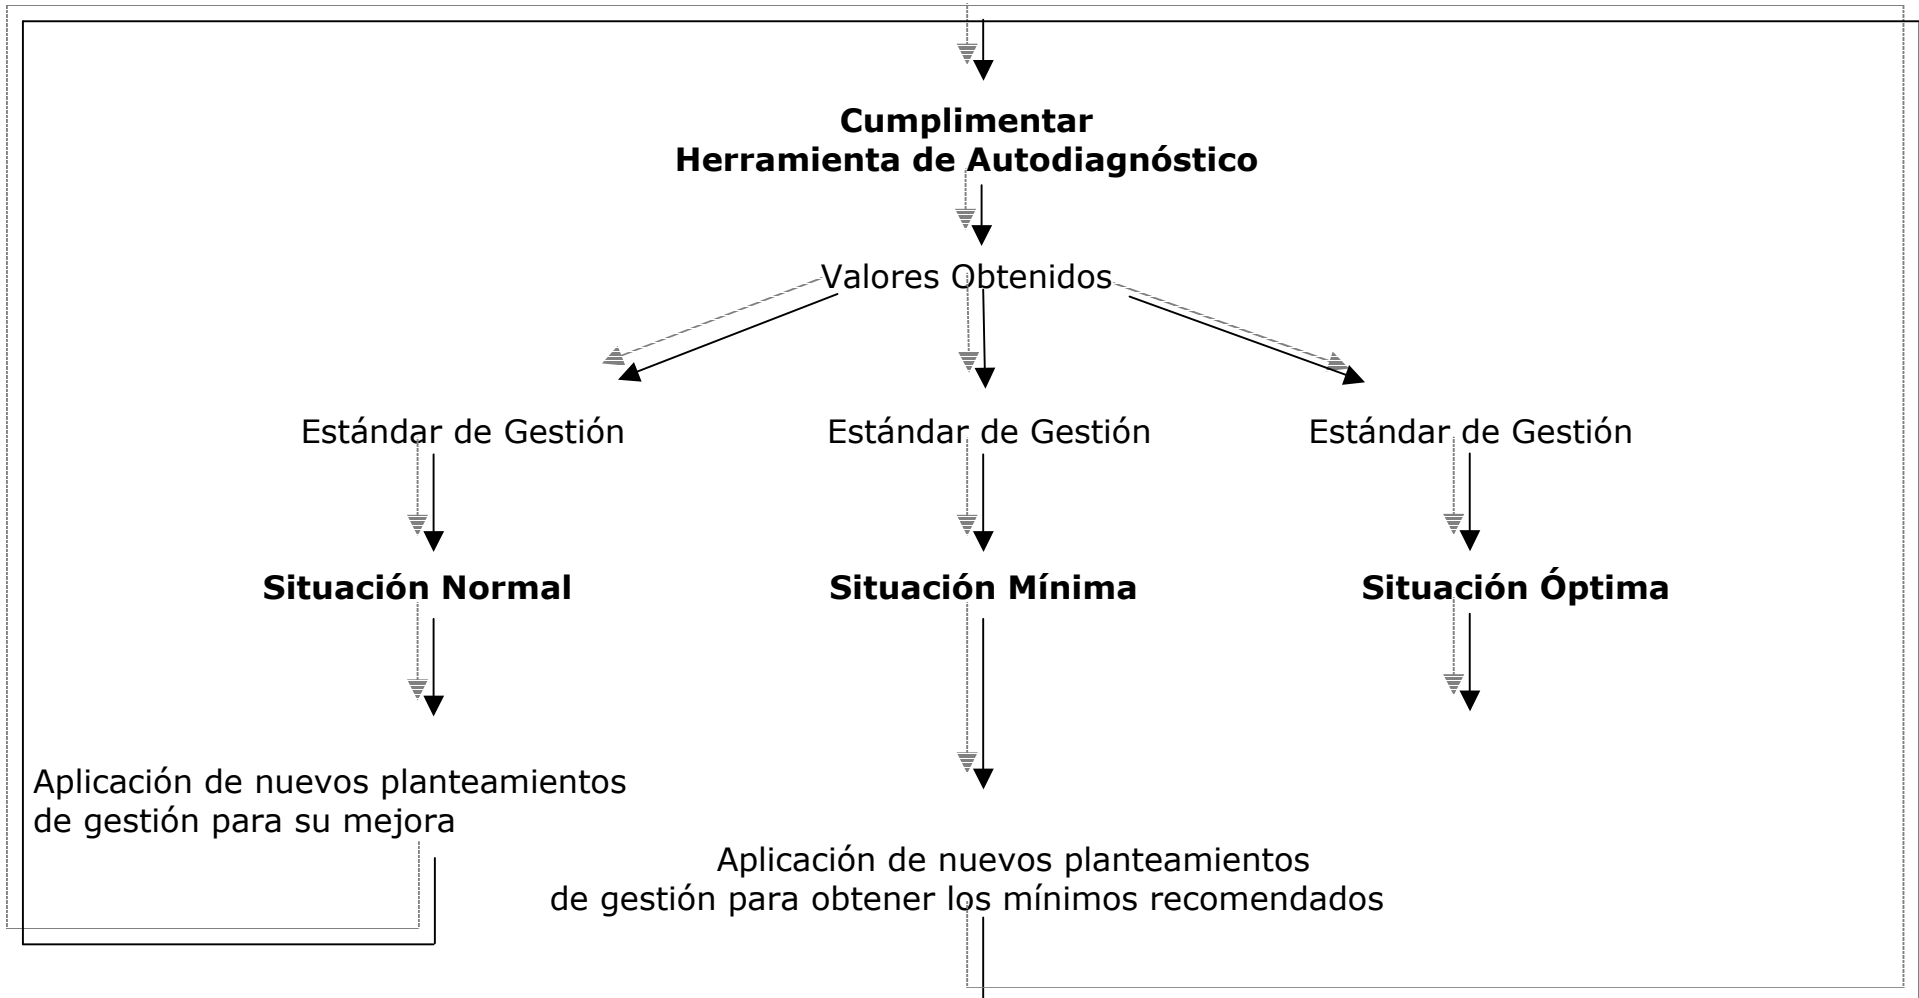 Cumplimentar
Herramienta de Autodiagnóstico
Valores Obtenidos
Estándar de Gestión
Estándar de Gestión
Estándar de Gestión
Situación Normal
Situación Mínima
Situación Óptima
Aplicación de nuevos planteamientos
de gestión para su mejora
Aplicación de nuevos planteamientos
de gestión para obtener los mínimos recomendados